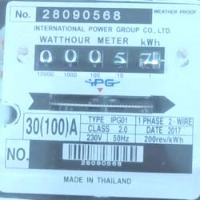 No. 28090568
WEATHER PROOF
INTERNATIONAL POWER GROUP CO., LTD.
WATTHOUR METER kWh
0 0 0 5
10000 1000 100 10
IPG
30(100)A
TYPE IPG01 1 PHASE 2-WIRE
CLASS 2.0 DATE 2017
230V 50Hz 200rev/kWh
NO.
28090568
MADE IN THAILAND